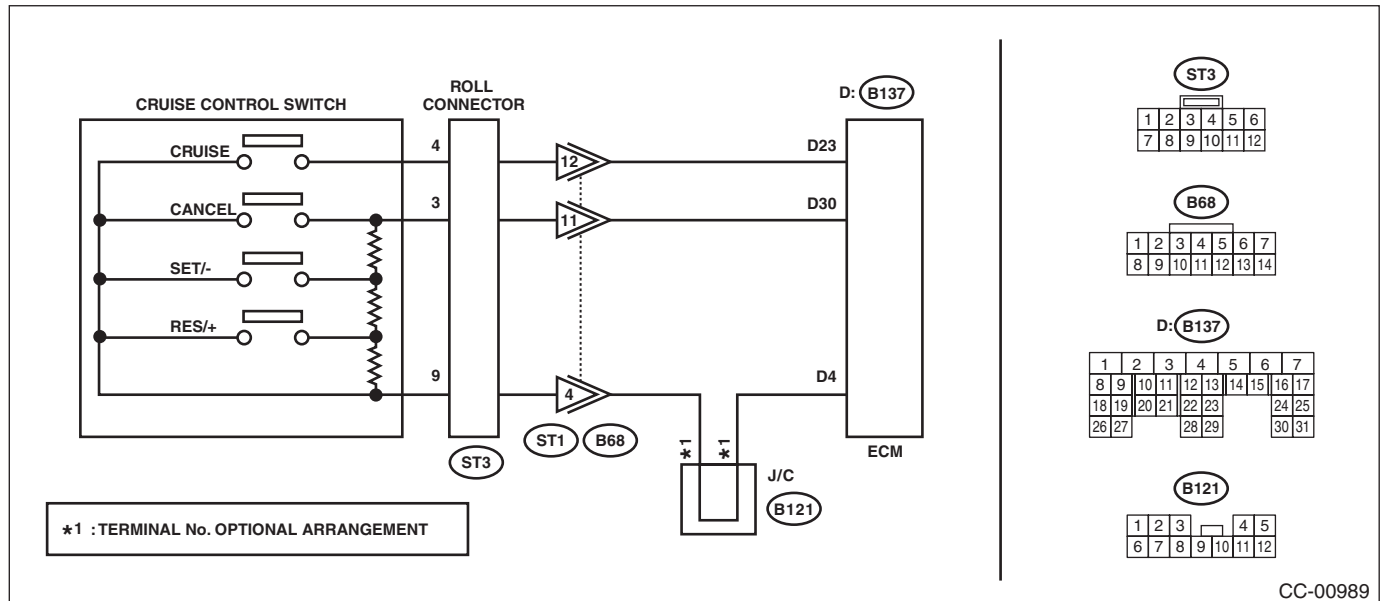 CRUISE CONTROL SWITCH
ROLL
CONNECTOR
D: B137
CRUISE
4
12
D23
CANCEL
3
11
D30
SET/-
RES/+
9
4
D4
ST3
ST1
B68
*1
*1
J/C
B121
ECM
*1 : TERMINAL No. OPTIONAL ARRANGEMENT
ST3
1 2 3 4 5 6
7 8 9 10 11 12
B68
1 2 3 4 5 6 7
8 9 10 11 12 13 14
D: B137
1 2 3 4 5 6 7
8 9 10 11 12 13 14 15 16 17
18 19 20 21 22 23 24 25
26 27 28 29 30 31
B121
1 2 3 4 5
6 7 8 9 10 11 12
CC-00989